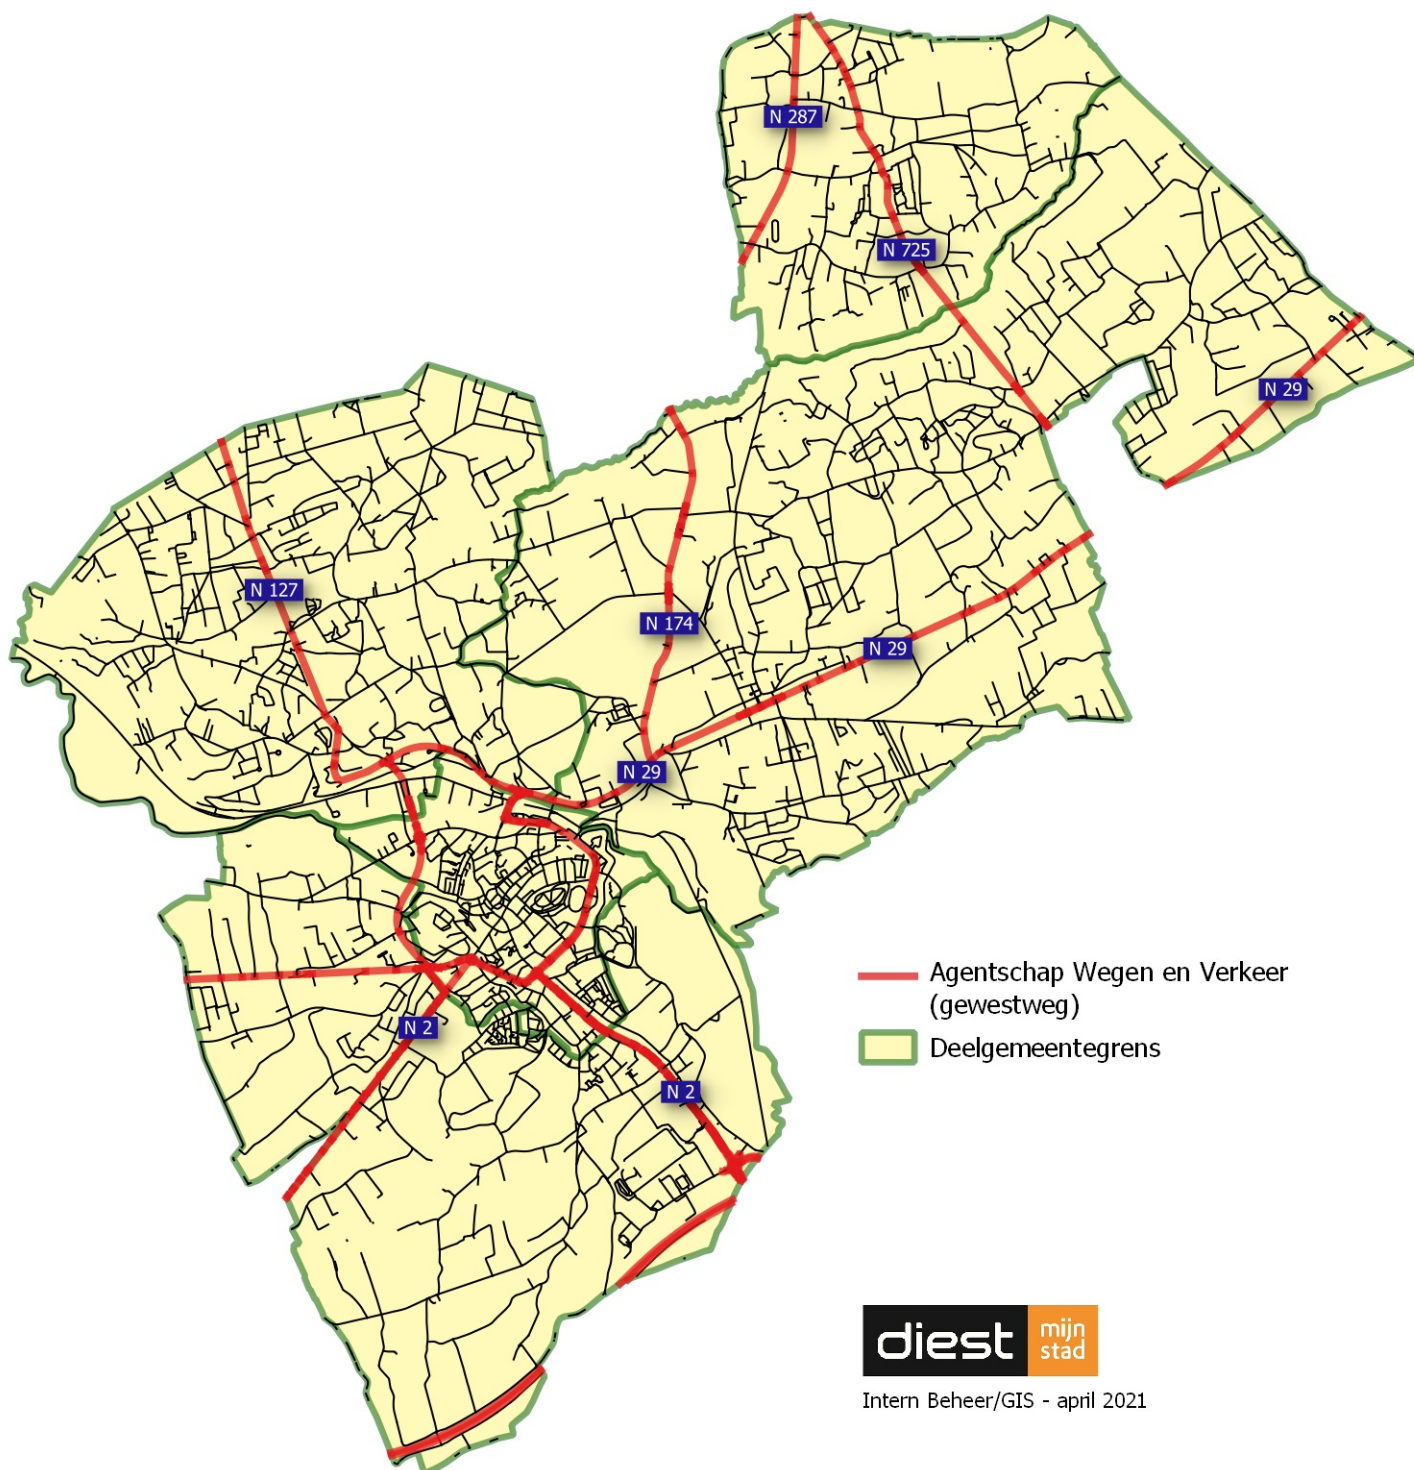 N 287
N 725
N 29
N 127
N 174
N 29
N 29
N 2
N 2
Agentschap Wegen en Verkeer
(gewestweg)
Deelgemeentegrens
diest
mijn
stad
Intern Beheer/GIS - april 2021